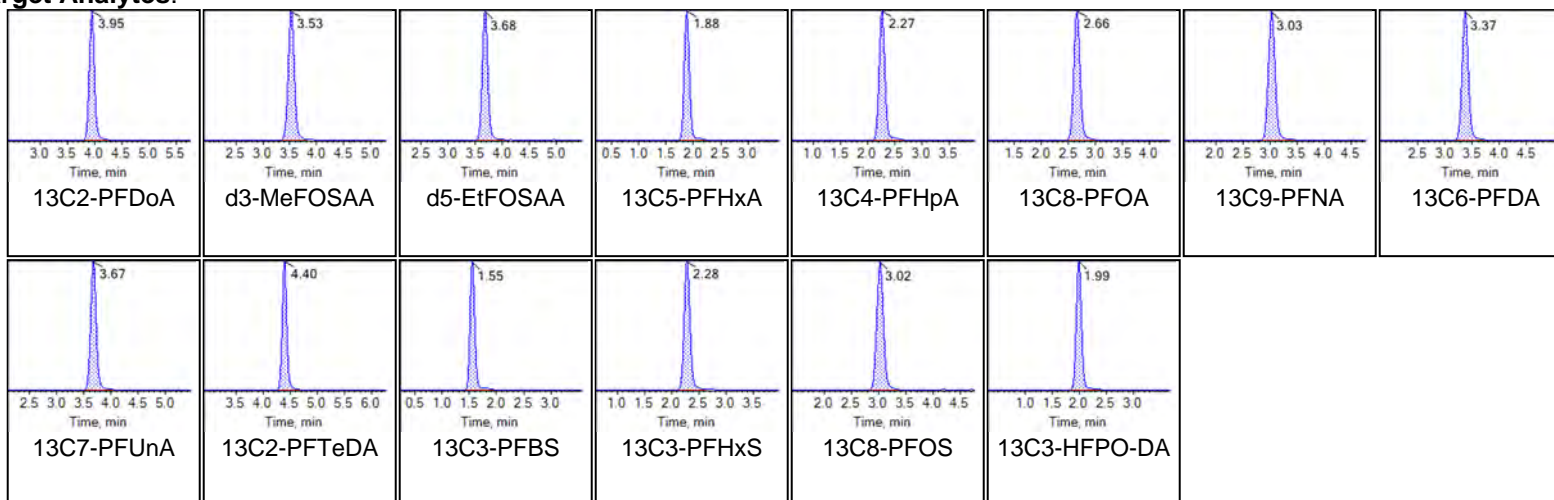 rget Analytes:
3.95 3.53 3.68 1.88 2.27 2.66 3.03 3.37
3.0 3.5 4.0 4.5 5.0 5.5 2.5 3.0 3.5 4.0 4.5 5.0 2.5 3.0 3.5 4.0 4.5 5.0 0.5 1.0 1.5 2.0 2.5 3.0 1.0 1.5 2.0 2.5 3.0 3.5 1.5 2.0 2.5 3.0 3.5 4.0 2.0 2.5 3.0 3.5 4.0 4.5 2.5 3.0 3.5 4.0 4.5
Time, min Time, min Time, min Time, min Time, min Time, min Time, min Time, min
13C2-PFDoA d3-MeFOSAA d5-EtFOSAA 13C5-PFHxA 13C4-PFHpA 13C8-PFOA 13C9-PFNA 13C6-PFDA
3.67 4.40 1.55 2.28 3.02 1.99
2.5 3.0 3.5 4.0 4.5 5.0 3.5 4.0 4.5 5.0 5.5 6.0 0.5 1.0 1.5 2.0 2.5 3.0 1.0 1.5 2.0 2.5 3.0 3.5 2.0 2.5 3.0 3.5 4.0 4.5 1.0 1.5 2.0 2.5 3.0
Time, min Time, min Time, min Time, min Time, min Time, min
13C7-PFUnA 13C2-PFTeDA 13C3-PFBS 13C3-PFHxS 13C8-PFOS 13C3-HFPO-DA